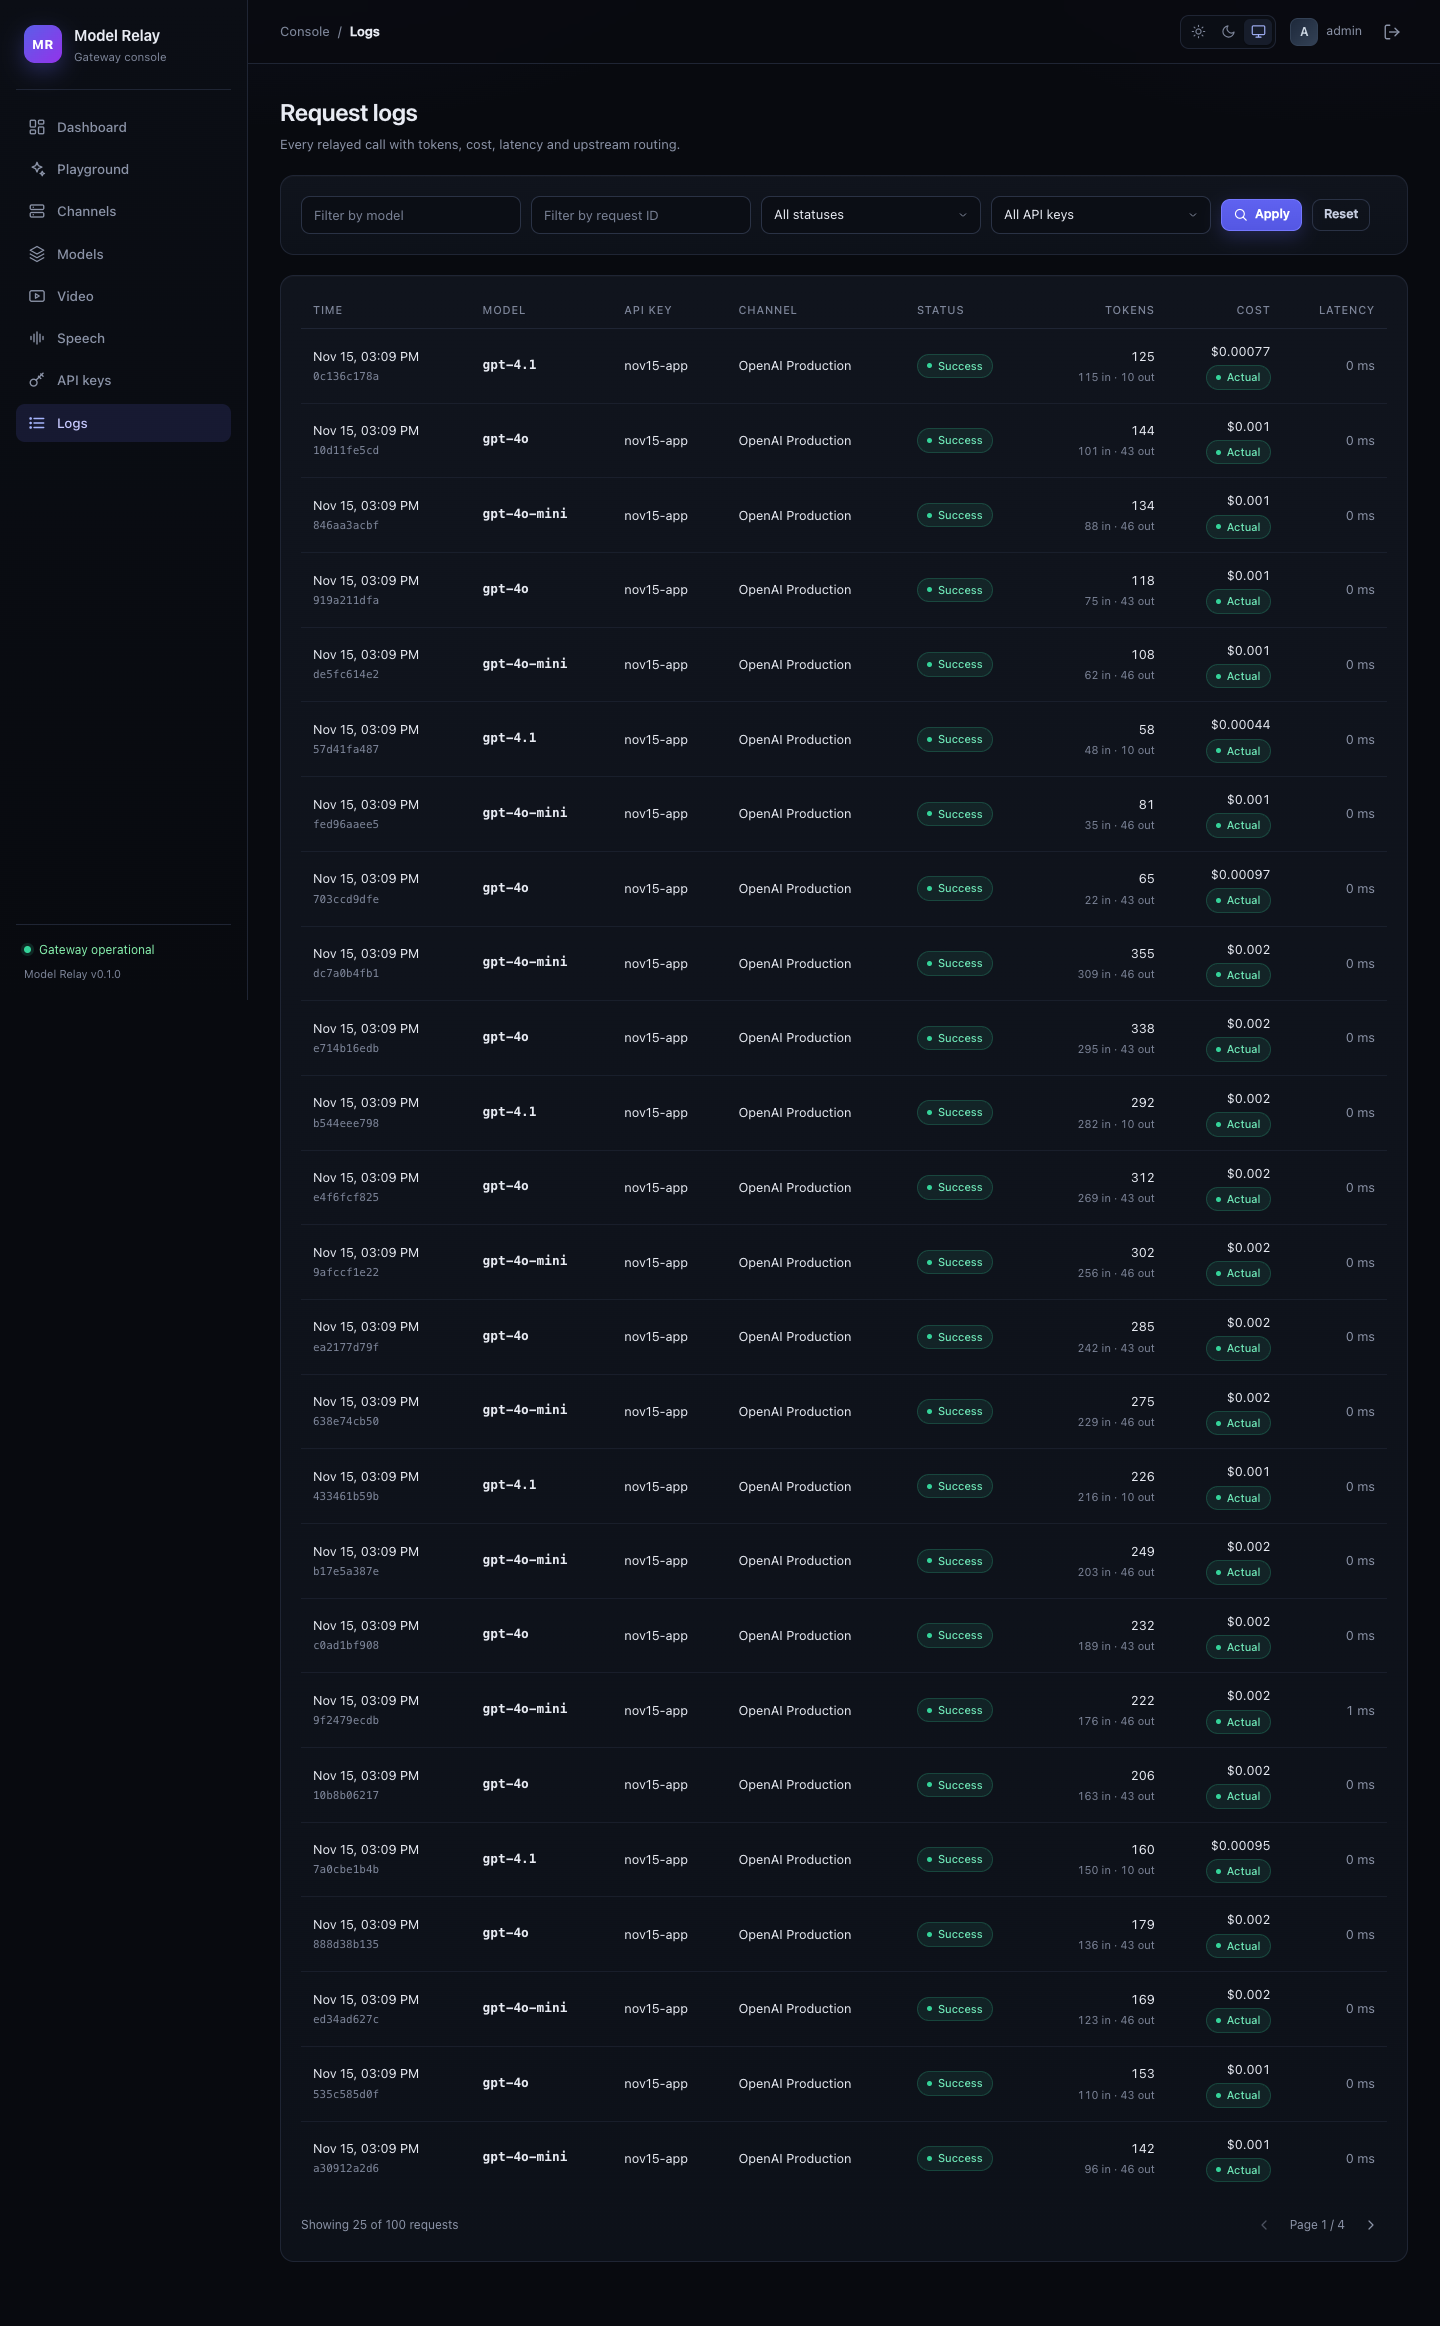 MR
Model Relay
Gateway console
Dashboard
Playground
Channels
Models
Video
Speech
API keys
Logs
Gateway operational
Model Relay v0.1.0
Console / Logs
A admin
Request logs
Every relayed call with tokens, cost, latency and upstream routing.
Filter by model Filter by request ID All statuses All API keys Apply Reset
TIME MODEL API KEY CHANNEL STATUS TOKENS COST LATENCY
Nov 15, 03:09 PM gpt-4.1 nov15-app OpenAI Production Success 125 $0.00077 0 ms
0c136c178a 115 in · 10 out Actual
Nov 15, 03:09 PM gpt-4o nov15-app OpenAI Production Success 144 $0.001 0 ms
10d11fe5cd 101 in · 43 out Actual
Nov 15, 03:09 PM gpt-4o-mini nov15-app OpenAI Production Success 134 $0.001 0 ms
846aa3acbf 88 in · 46 out Actual
Nov 15, 03:09 PM gpt-4o nov15-app OpenAI Production Success 118 $0.001 0 ms
919a211dfa 75 in · 43 out Actual
Nov 15, 03:09 PM gpt-4o-mini nov15-app OpenAI Production Success 108 $0.001 0 ms
de5fc614e2 62 in · 46 out Actual
Nov 15, 03:09 PM gpt-4.1 nov15-app OpenAI Production Success 58 $0.00044 0 ms
57d41fa487 48 in · 10 out Actual
Nov 15, 03:09 PM gpt-4o-mini nov15-app OpenAI Production Success 81 $0.001 0 ms
fed96aaee5 35 in · 46 out Actual
Nov 15, 03:09 PM gpt-4o nov15-app OpenAI Production Success 65 $0.00097 0 ms
703ccd9dfe 22 in · 43 out Actual
Nov 15, 03:09 PM gpt-4o-mini nov15-app OpenAI Production Success 355 $0.002 0 ms
dc7a0b4fb1 309 in · 46 out Actual
Nov 15, 03:09 PM gpt-4o nov15-app OpenAI Production Success 338 $0.002 0 ms
e714b16edb 295 in · 43 out Actual
Nov 15, 03:09 PM gpt-4.1 nov15-app OpenAI Production Success 292 $0.002 0 ms
b544eee798 282 in · 10 out Actual
Nov 15, 03:09 PM gpt-4o nov15-app OpenAI Production Success 312 $0.002 0 ms
e4f6fcf825 269 in · 43 out Actual
Nov 15, 03:09 PM gpt-4o-mini nov15-app OpenAI Production Success 302 $0.002 0 ms
9afccf1e22 256 in · 46 out Actual
Nov 15, 03:09 PM gpt-4o nov15-app OpenAI Production Success 285 $0.002 0 ms
ea2177d79f 242 in · 43 out Actual
Nov 15, 03:09 PM gpt-4o-mini nov15-app OpenAI Production Success 275 $0.002 0 ms
638e74cb50 229 in · 46 out Actual
Nov 15, 03:09 PM gpt-4.1 nov15-app OpenAI Production Success 226 $0.001 0 ms
433461b59b 216 in · 10 out Actual
Nov 15, 03:09 PM gpt-4o-mini nov15-app OpenAI Production Success 249 $0.002 0 ms
b17e5a387e 203 in · 46 out Actual
Nov 15, 03:09 PM gpt-4o nov15-app OpenAI Production Success 232 $0.002 0 ms
c0ad1bf908 189 in · 43 out Actual
Nov 15, 03:09 PM gpt-4o-mini nov15-app OpenAI Production Success 222 $0.002 1 ms
9f2479ecdb 176 in · 46 out Actual
Nov 15, 03:09 PM gpt-4o nov15-app OpenAI Production Success 206 $0.002 0 ms
10b8b06217 163 in · 43 out Actual
Nov 15, 03:09 PM gpt-4.1 nov15-app OpenAI Production Success 160 $0.00095 0 ms
7a0cbe1b4b 150 in · 10 out Actual
Nov 15, 03:09 PM gpt-4o nov15-app OpenAI Production Success 179 $0.002 0 ms
888d38b135 136 in · 43 out Actual
Nov 15, 03:09 PM gpt-4o-mini nov15-app OpenAI Production Success 169 $0.002 0 ms
ed34ad627c 123 in · 46 out Actual
Nov 15, 03:09 PM gpt-4o nov15-app OpenAI Production Success 153 $0.001 0 ms
535c585d0f 110 in · 43 out Actual
Nov 15, 03:09 PM gpt-4o-mini nov15-app OpenAI Production Success 142 $0.001 0 ms
a30912a2d6 96 in · 46 out Actual
Showing 25 of 100 requests Page 1 / 4